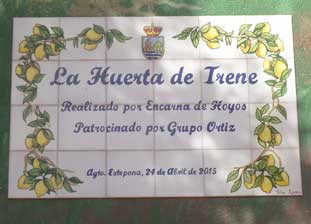 La Huerta de Irene
Realizado por Encarna de Hoyos
Patrocinado por Grupo Ortiz
Ayto. Estepona, 24 de Abril de 2015